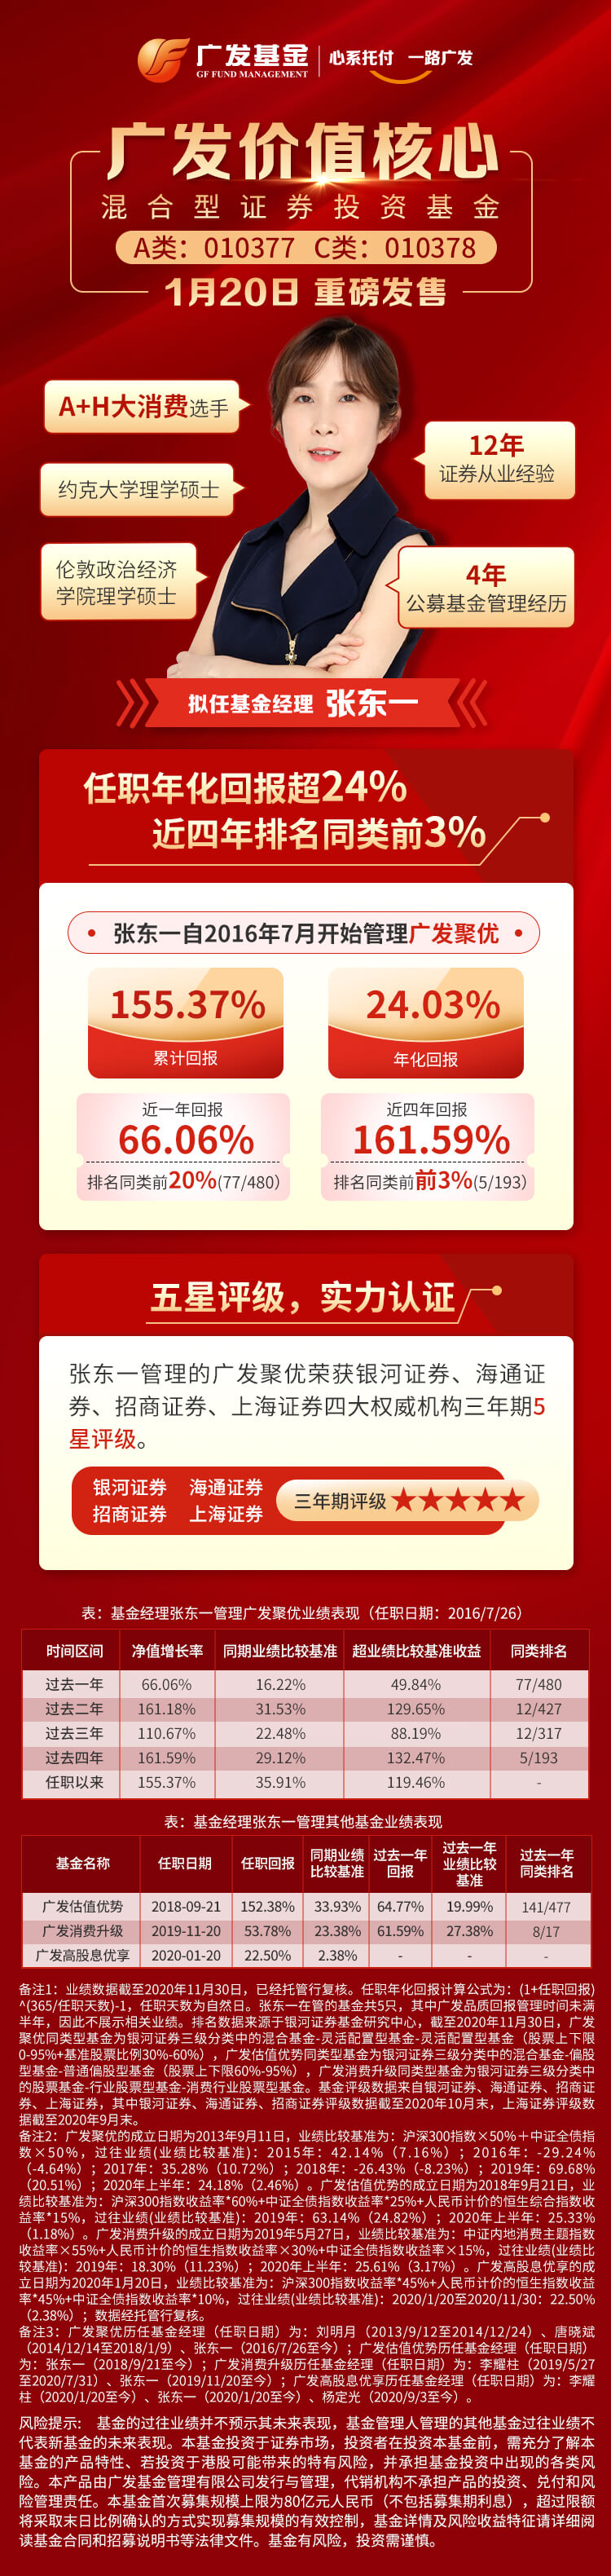 广发基金 心系托付 一路广发
GF FUND MANAGEMENT
广发价值核心
混合型证券投资基金
A类：010377 C类：010378
1月20日 重磅发售
A+H大消费选手
约克大学理学硕士
伦敦政治经济
学院理学硕士
12年
证券从业经验
4年
公募基金管理经历
拟任基金经理 张东一
任职年化回报超24%
近四年排名同类前3%
张东一自2016年7月开始管理广发聚优
155.37% 24.03%
累计回报 年化回报
近一年回报 近四年回报
66.06% 161.59%
排名同类前20%(77/480） 排名同类前前3%(5/193）
五星评级，实力认证
张东一管理的广发聚优荣获银河证券、海通证
券、招商证券、上海证券四大权威机构三年期5
星评级。
银河证券 海通证券
招商证券 上海证券
三年期评级 ★★★★★
表：基金经理张东一管理广发聚优业绩表现（任职日期：2016/7/26）
时间区间 净值增长率 同期业绩比较基准 超业绩比较基准收益 同类排名
过去一年 66.06% 16.22% 49.84% 77/480
过去二年 161.18% 31.53% 129.65% 12/427
过去三年 110.67% 22.48% 88.19% 12/317
过去四年 161.59% 29.12% 132.47% 5/193
任职以来 155.37% 35.91% 119.46% -
表：基金经理张东一管理其他基金业绩表现
基金名称 任职日期 任职回报 同期业绩比较基准 过去一年回报 过去一年业绩比较基准 过去一年同类排名
广发估值优势 2018-09-21 152.38% 33.93% 64.77% 19.99% 141/477
广发消费升级 2019-11-20 53.78% 23.38% 61.59% 27.38% 8/17
广发高股息优享 2020-01-20 22.50% 2.38% - - -
备注1：业绩数据截至2020年11月30日，已经托管行复核。任职年化回报计算公式为：(1+任职回报)
^(365/任职天数)-1，任职天数为自然日。张东一在管的基金共5只，其中广发品质回报管理时间未满
半年，因此不展示相关业绩。排名数据来源于银河证券基金研究中心，截至2020年11月30日，广发
聚优同类型基金为银河证券三级分类中的混合基金-灵活配置型基金-灵活配置型基金（股票上下限
0-95%+基准股票比例30%-60%），广发估值优势同类型基金为银河证券三级分类中的混合基金-偏股
型基金-普通偏股型基金（股票上下限60%-95%），广发消费升级同类型基金为银河证券三级分类中
的股票基金-行业股票型基金-消费行业股票型基金。基金评级数据来自银河证券、海通证券、招商证
券、上海证券，其中银河证券、海通证券、招商证券评级数据截至2020年10月末，上海证券评级数
据截至2020年9月末。
备注2：广发聚优的成立日期为2013年9月11日，业绩比较基准为：沪深300指数×50%＋中证全债指
数×50%，过往业绩(业绩比较基准)：2015年：42.14%（7.16%）；2016年：-29.24%
（-4.64%）；2017年：35.28%（10.72%）；2018年：-26.43%（-8.23%）；2019年：69.68%
（20.51%）；2020年上半年：24.18%（2.46%）。广发估值优势的成立日期为2018年9月21日，业
绩比较基准为：沪深300指数收益率*60%+中证全债指数收益率*25%+人民币计价的恒生综合指数收
益率*15%，过往业绩(业绩比较基准)：2019年：63.14%（24.82%）；2020年上半年：25.33%
（1.18%）。广发消费升级的成立日期为2019年5月27日，业绩比较基准为：中证内地消费主题指数
收益率×55%+人民币计价的恒生指数收益率×30%+中证全债指数收益率×15%，过往业绩(业绩比
较基准)：2019年：18.30%（11.23%）；2020年上半年：25.61%（3.17%）。广发高股息优享的成
立日期为2020年1月20日，业绩比较基准为：沪深300指数收益率*45%+人民币计价的恒生指数收益
率*45%+中证全债指数收益率*10%，过往业绩(业绩比较基准)：2020/1/20至2020/11/30：22.50%
（2.38%）；数据经托管行复核。
备注3：广发聚优历任基金经理（任职日期）为：刘明月（2013/9/12至2014/12/24）、唐晓斌
（2014/12/14至2018/1/9）、张东一（2016/7/26至今）；广发估值优势历任基金经理（任职日期）
为：张东一（2018/9/21至今）；广发消费升级历任基金经理（任职日期）为：李耀柱（2019/5/27
至2020/7/31）、张东一（2019/11/20至今）；广发高股息优享历任基金经理（任职日期）为：李耀
柱（2020/1/20至今）、张东一（2020/1/20至今）、杨定光（2020/9/3至今）。
风险提示： 基金的过往业绩并不预示其未来表现，基金管理人管理的其他基金过往业绩不
代表新基金的未来表现。本基金投资于证券市场，投资者在投资本基金前，需充分了解本
基金的产品特性、若投资于港股可能带来的特有风险，并承担基金投资中出现的各类风
险。本产品由广发基金管理有限公司发行与管理，代销机构不承担产品的投资、兑付和风
险管理责任。本基金首次募集规模上限为80亿元人民币（不包括募集期利息），超过限额
将采取末日比例确认的方式实现募集规模的有效控制，基金详情及风险收益特征请详细阅
读基金合同和招募说明书等法律文件。基金有风险，投资需谨慎。